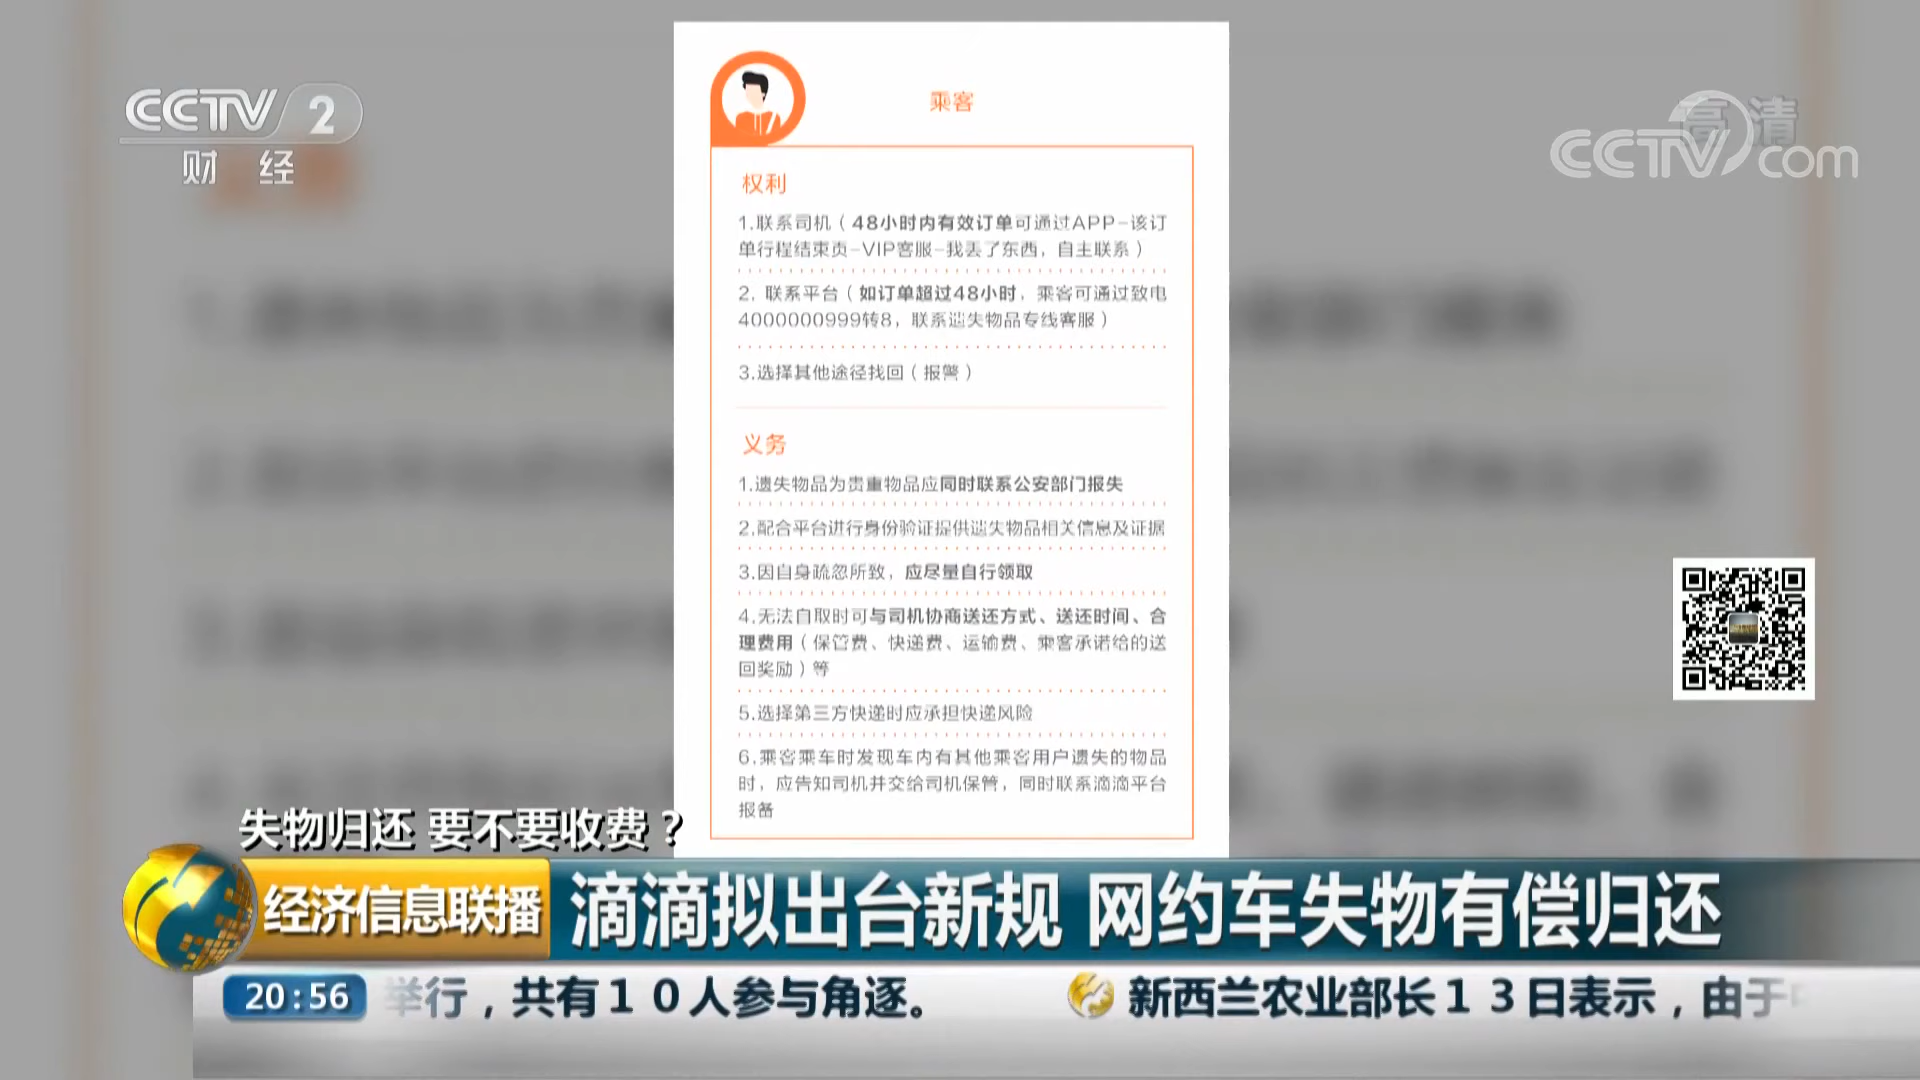 CCTV 2
财 经
高清
CCTV com
乘客
权利
1.联系司机（48小时内有效订单可通过APP-该订
单行程结束页-VIP客服-我丢了东西，自主联系）
2. 联系平台（如订单超过48小时，乘客可通过致电
4000000999转8，联系遗失物品专线客服）
3.选择其他途径找回（报警）
义务
1.遗失物品为贵重物品应同时联系公安部门报失
2.配合平台进行身份验证提供遗失物品相关信息及证据
3.因自身疏忽所致，应尽量自行领取
4.无法自取时可与司机协商送还方式、送还时间、合
理费用（保管费、快递费、运输费、乘客承诺给的送
回奖励）等
5.选择第三方快递时应承担快递风险
6.乘客乘车时发现车内有其他乘客用户遗失的物品
时，应告知司机并交给司机保管，同时联系滴滴平台
报备
失物归还 要不要收费？
经济信息联播
滴滴拟出台新规 网约车失物有偿归还
20:56
举行，共有１０人参与角逐。
新西兰农业部长１３日表示，由于